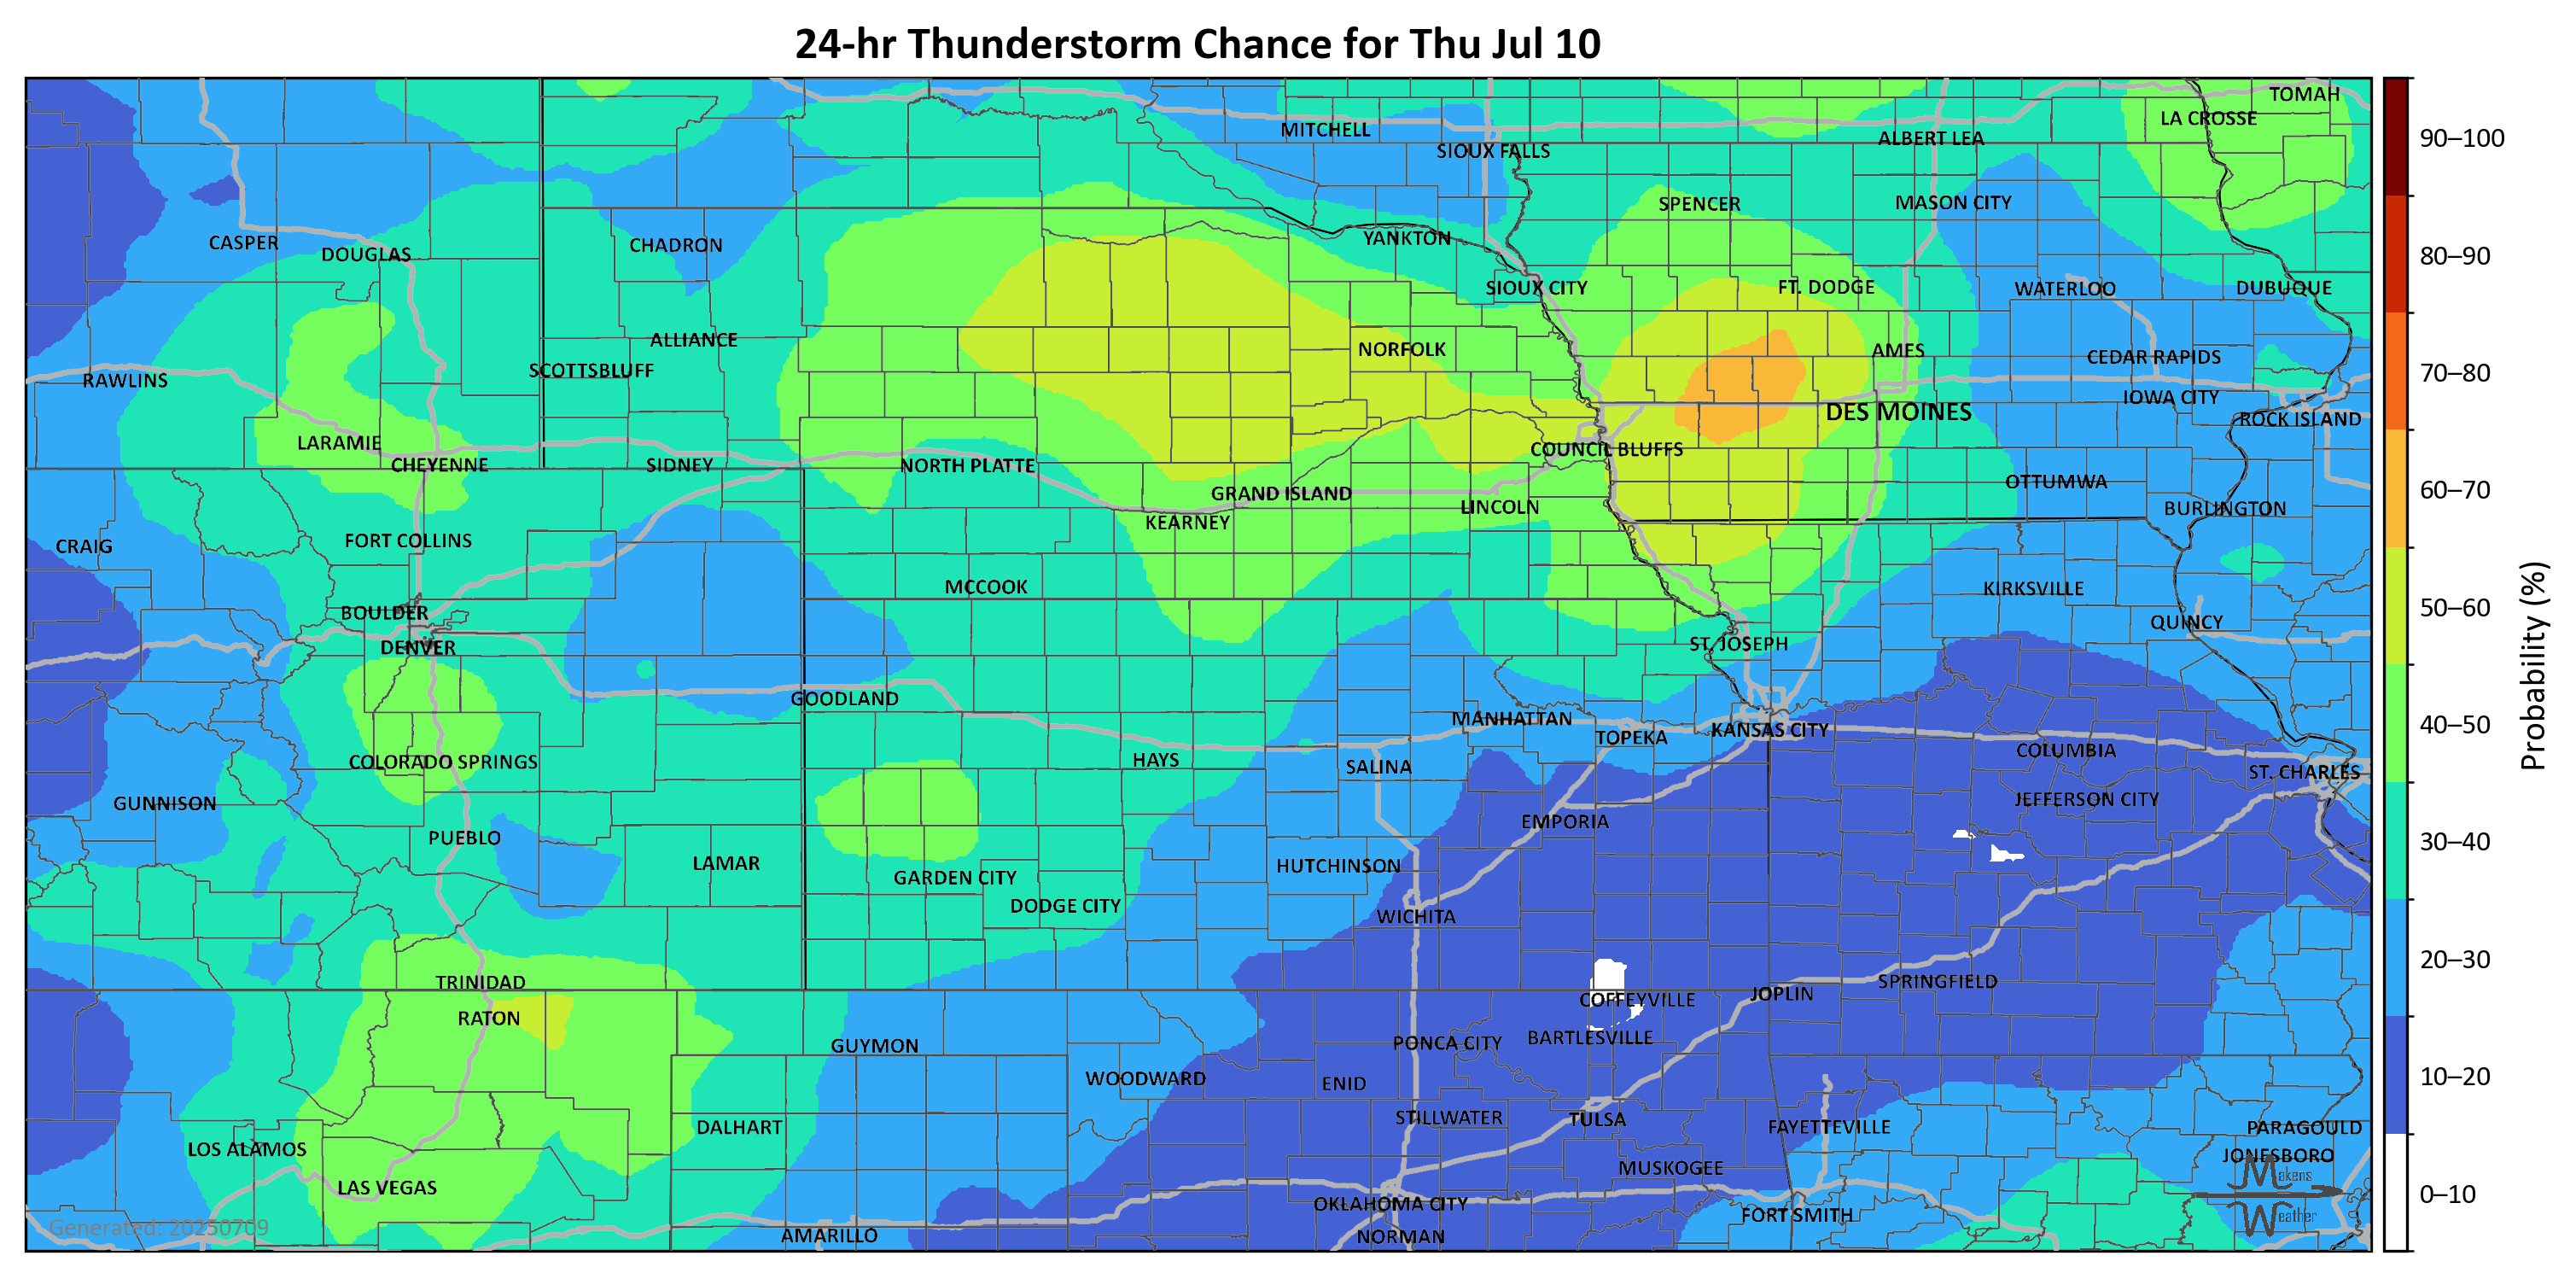 24-hr Thunderstorm Chance for Thu Jul 10
TOMAH
LA CROSSE
MITCHELL
ALBERT LEA
SIOUX FALLS
SPENCER
MASON CITY
CASPER
DOUGLAS
CHADRON
YANKTON
SIOUX CITY
FT. DODGE
WATERLOO
DUBUQUE
ALLIANCE
NORFOLK
AMES
CEDAR RAPIDS
SCOTTSBLUFF
RAWLINS
IOWA CITY
DES MOINES
ROCK ISLAND
LARAMIE
COUNCIL BLUFFS
CHEYENNE
SIDNEY
NORTH PLATTE
OTTUMWA
GRAND ISLAND
LINCOLN
BURLINGTON
KEARNEY
CRAIG
FORT COLLINS
MCCOOK
KIRKSVILLE
BOULDER
QUINCY
DENVER
ST. JOSEPH
GOODLAND
MANHATTAN
TOPEKA
KANSAS CITY
COLUMBIA
COLORADO SPRINGS
HAYS
SALINA
ST. CHARLES
GUNNISON
JEFFERSON CITY
EMPORIA
PUEBLO
LAMAR
HUTCHINSON
GARDEN CITY
DODGE CITY
WICHITA
TRINIDAD
SPRINGFIELD
JOPLIN
COFFEYVILLE
RATON
GUYMON
PONCA CITY
BARTLESVILLE
WOODWARD
ENID
STILLWATER
TULSA
DALHART
FAYETTEVILLE
PARAGOULD
LOS ALAMOS
JONESBORO
MUSKOGEE
LAS VEGAS
OKLAHOMA CITY
FORT SMITH
AMARILLO
NORMAN
Generated: 20250709
Makens
Weather
90–100
80–90
70–80
60–70
50–60
40–50
30–40
20–30
10–20
0–10
Probability (%)